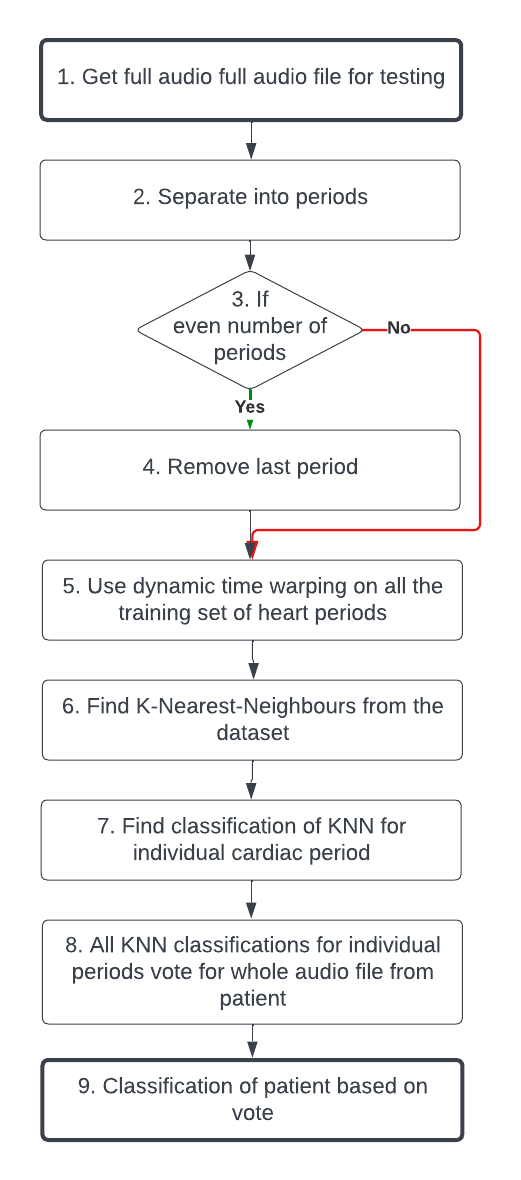 1. Get full audio full audio file for testing
2. Separate into periods
3. If
even number of
periods
No
Yes
4. Remove last period
5. Use dynamic time warping on all the
training set of heart periods
6. Find K-Nearest-Neighbours from the
dataset
7. Find classification of KNN for
individual cardiac period
8. All KNN classifications for individual
periods vote for whole audio file from
patient
9. Classification of patient based on
vote